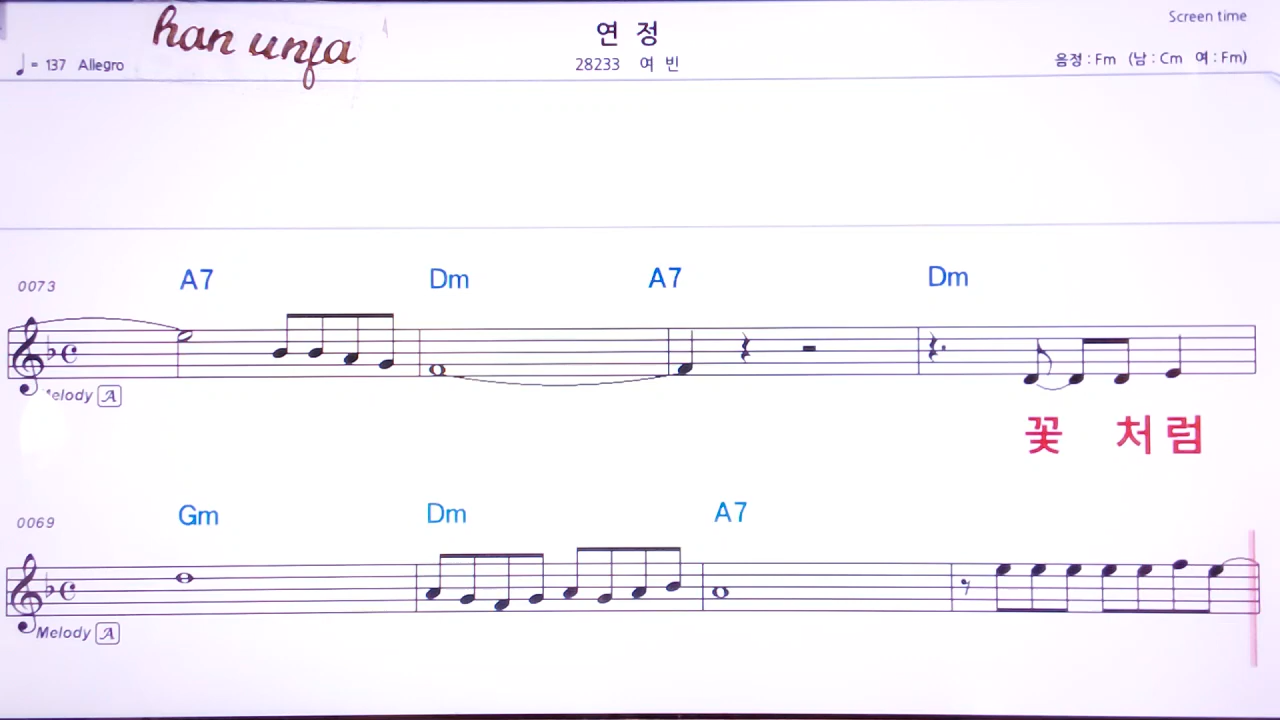 han unfa
연 정
Screen time
♩= 137 Allegro
28233 여 빈
음정 : Fm (남 : Cm 여 : Fm)
0073 A7 Dm A7 Dm
Melody A
꽃 처 럼
0069 Gm Dm A7
Melody A